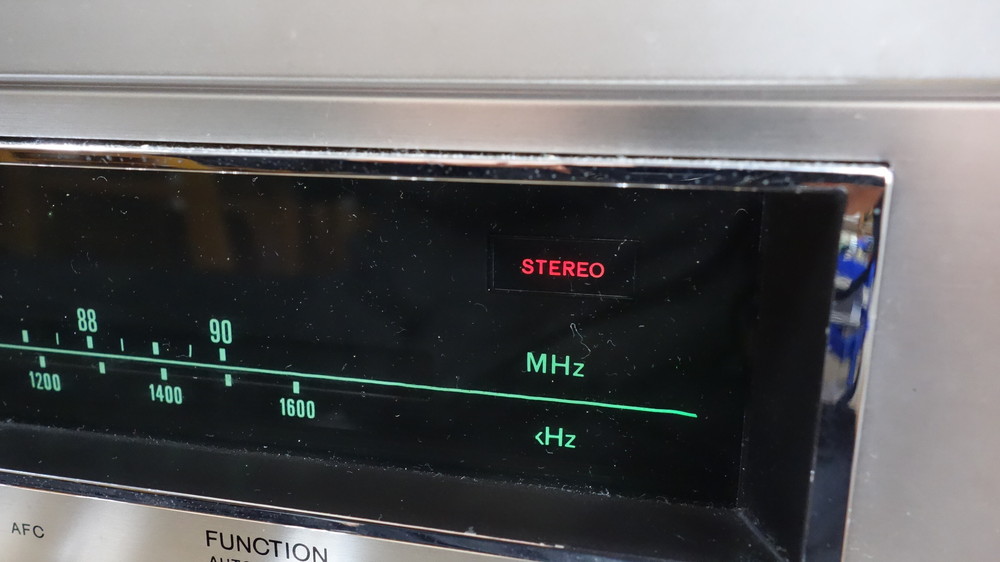 STEREO
88 90
MHz
1200 1400 1600
<Hz
AFC
FUNCTION